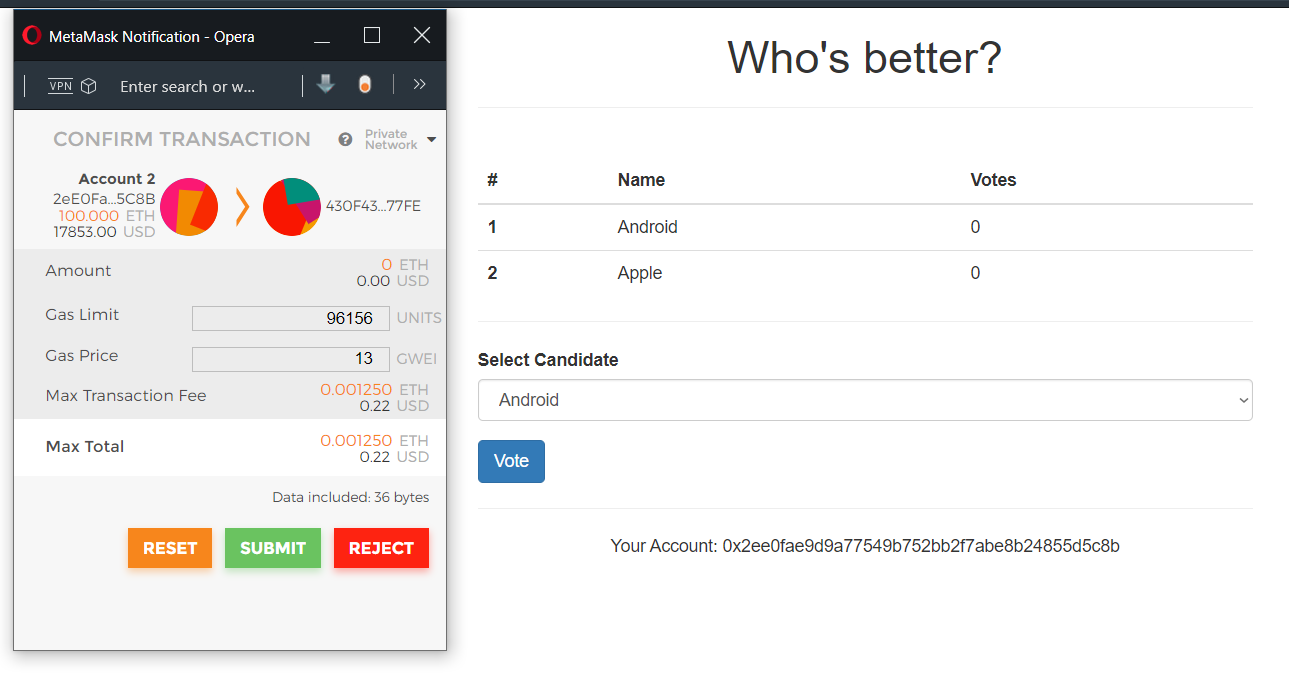 MetaMask Notification - Opera
VPN Enter search or w...
CONFIRM TRANSACTION ? Private Network
Account 2
2eE0Fa...5C8B
100.000 ETH
17853.00 USD
430F43...77FE
Amount 0 ETH
0.00 USD
Gas Limit 96156 UNITS
Gas Price 13 GWEI
Max Transaction Fee 0.001250 ETH
0.22 USD
Max Total 0.001250 ETH
0.22 USD
Data included: 36 bytes
RESET SUBMIT REJECT
Who's better?
# Name Votes
1 Android 0
2 Apple 0
Select Candidate
Android
Vote
Your Account: 0x2ee0fae9d9a77549b752bb2f7abe8b24855d5c8b